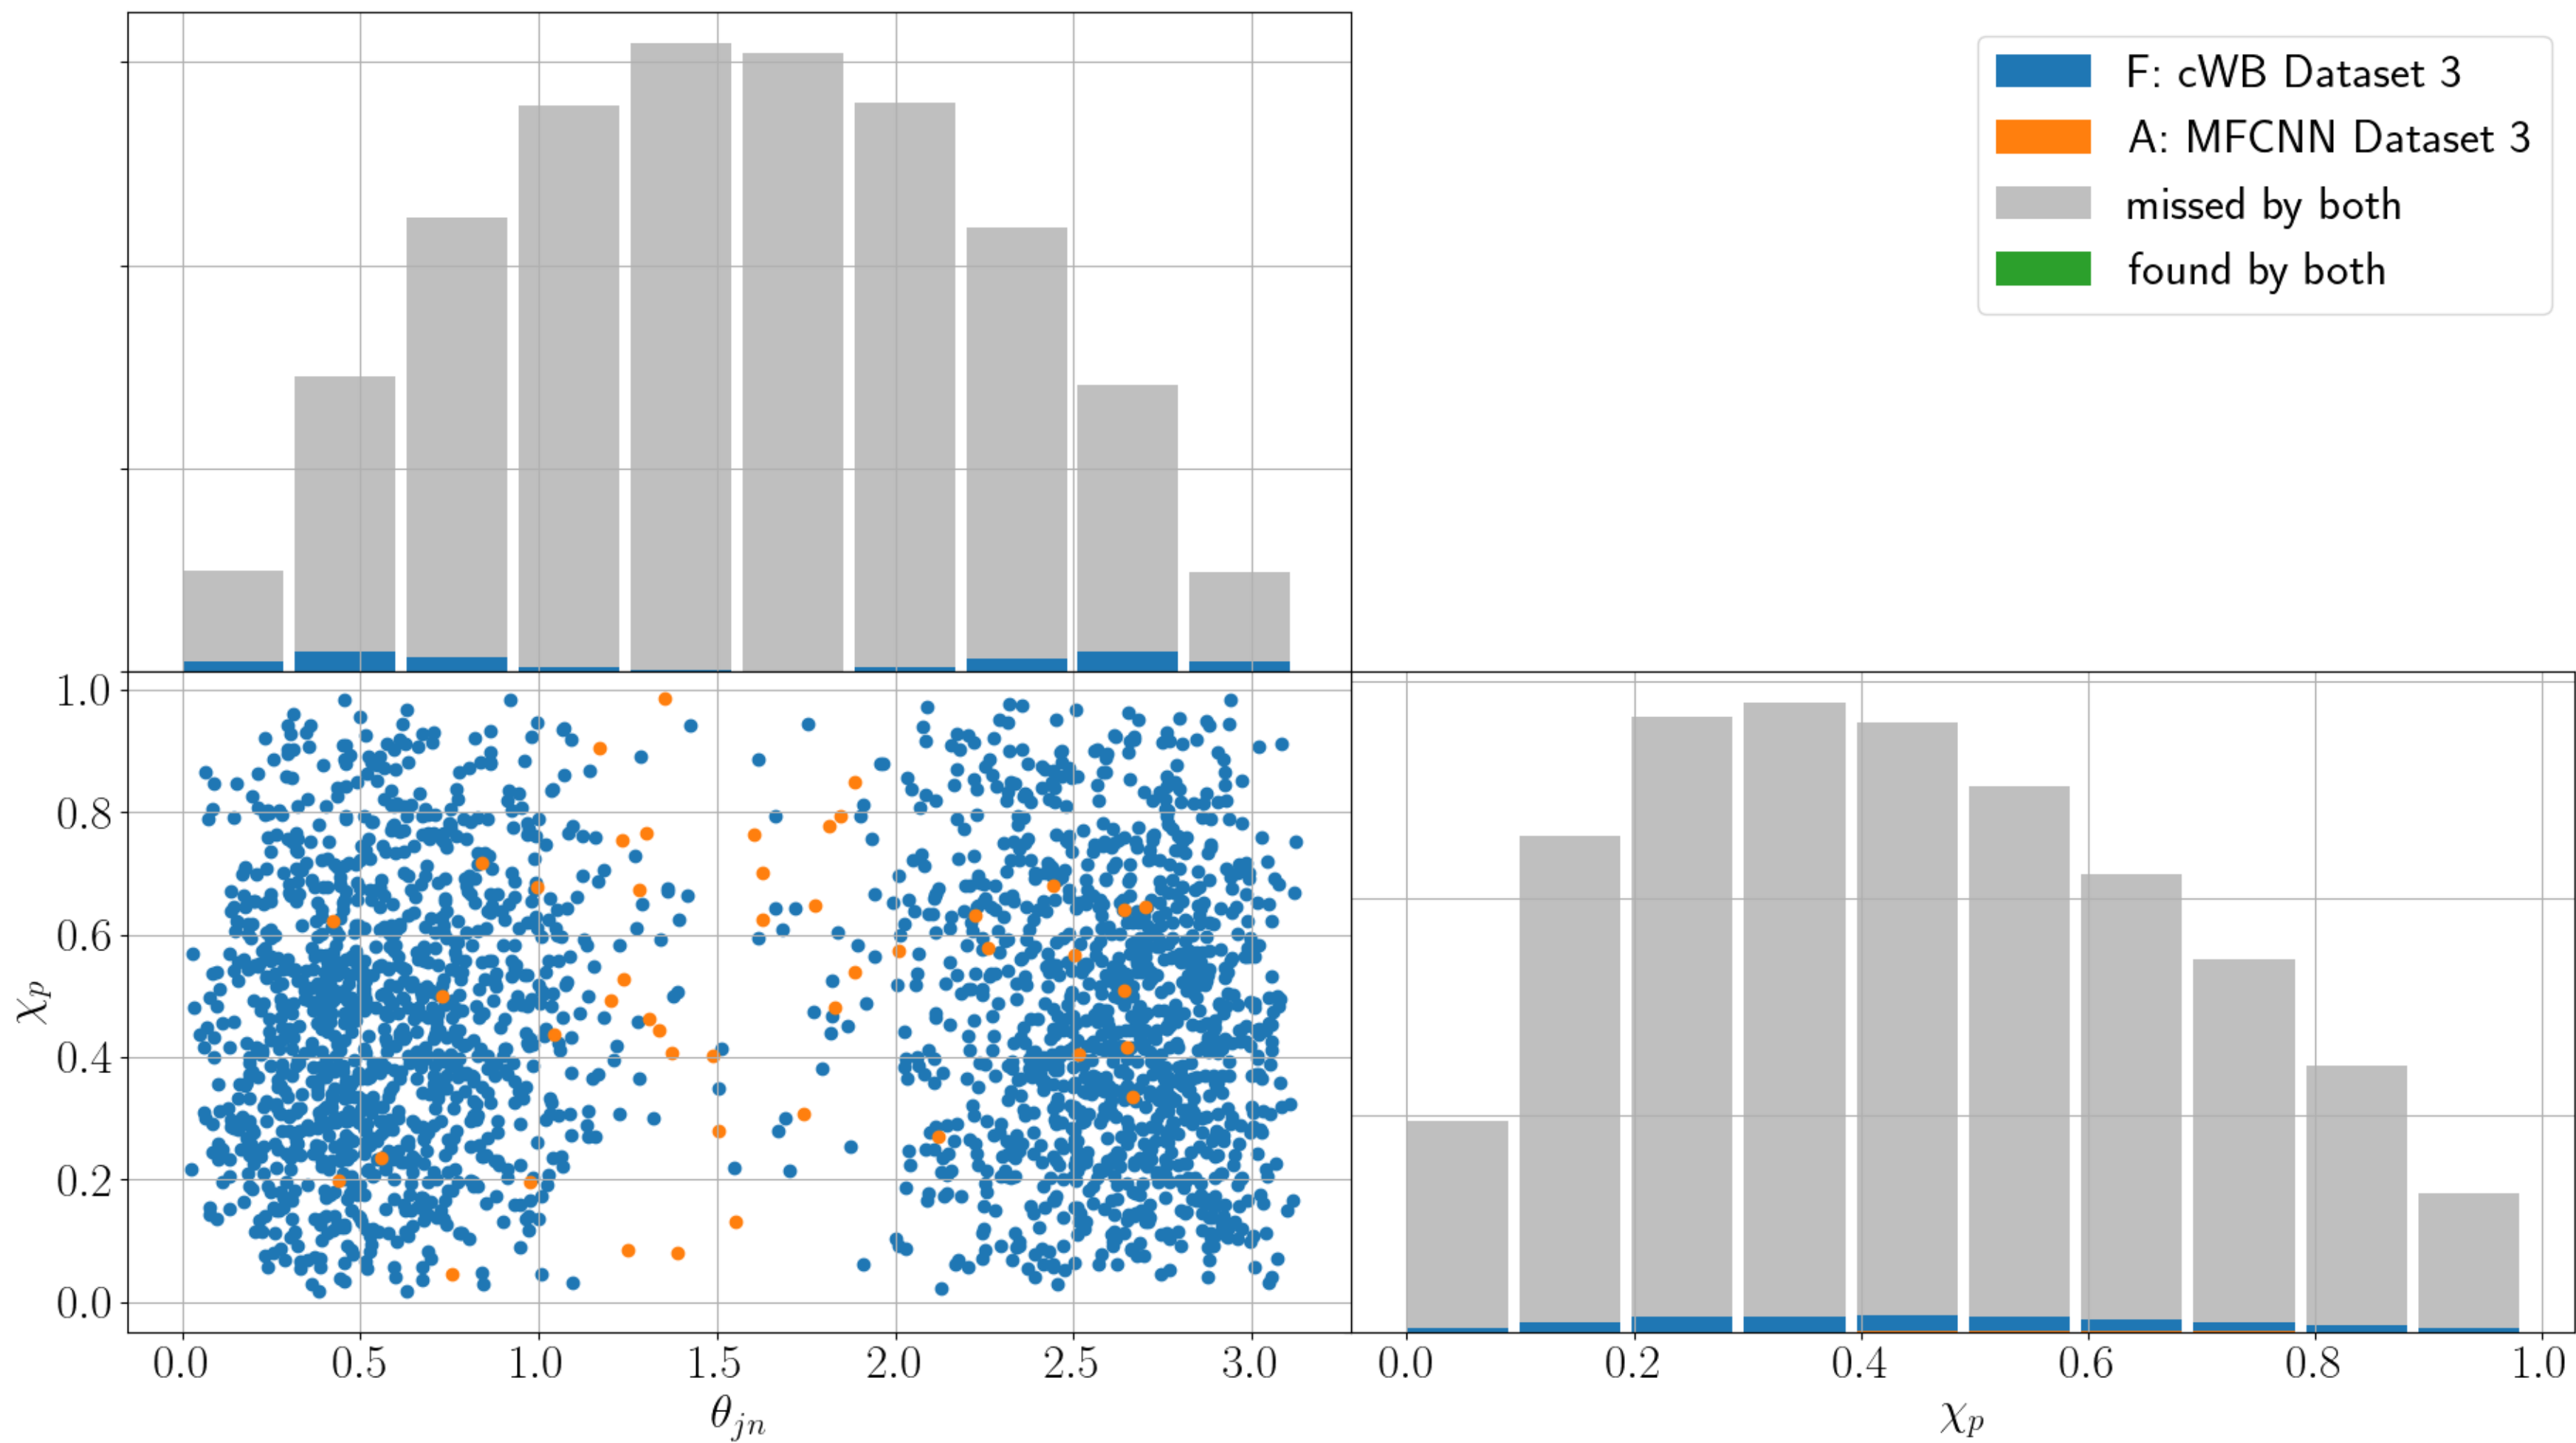 F: cWB Dataset 3
A: MFCNN Dataset 3
missed by both
found by both
1.0
0.8
0.6
0.4
0.2
0.0
χp
0.0 0.5 1.0 1.5 2.0 2.5 3.0
θjn
0.0 0.2 0.4 0.6 0.8 1.0
χp